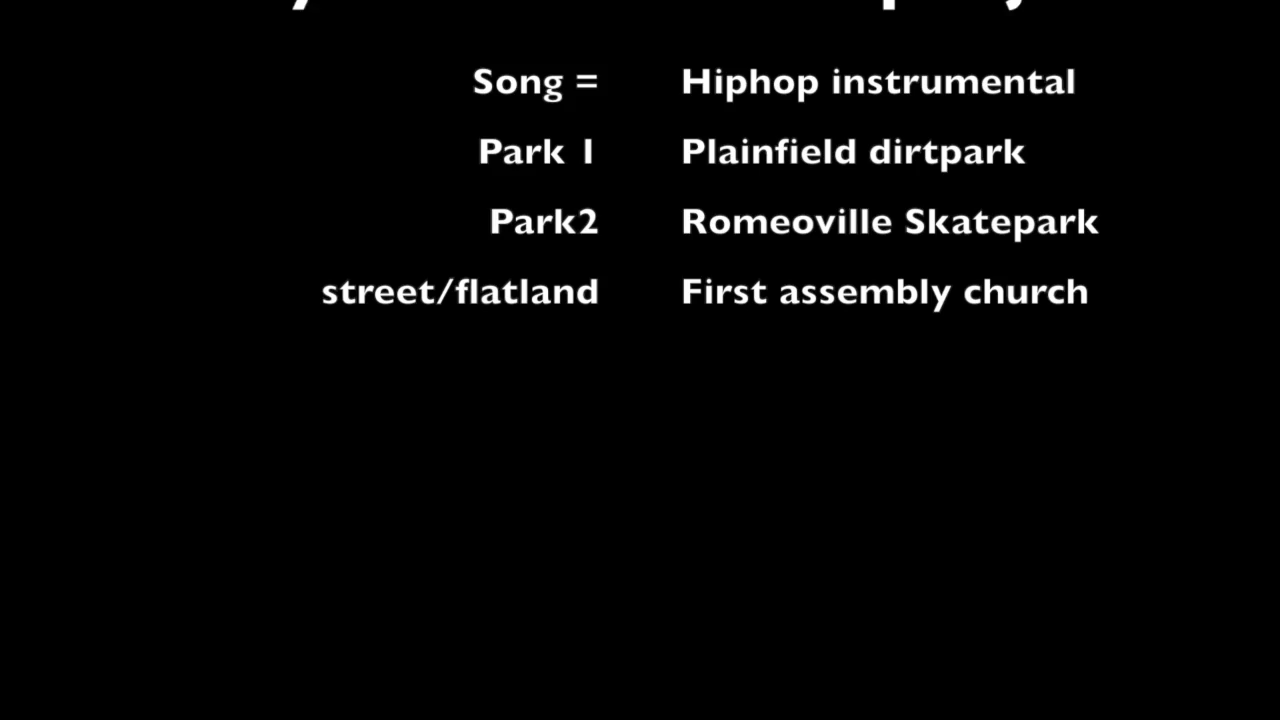 Song = Hiphop instrumental
Park 1 Plainfield dirtpark
Park2 Romeoville Skatepark
street/flatland First assembly church